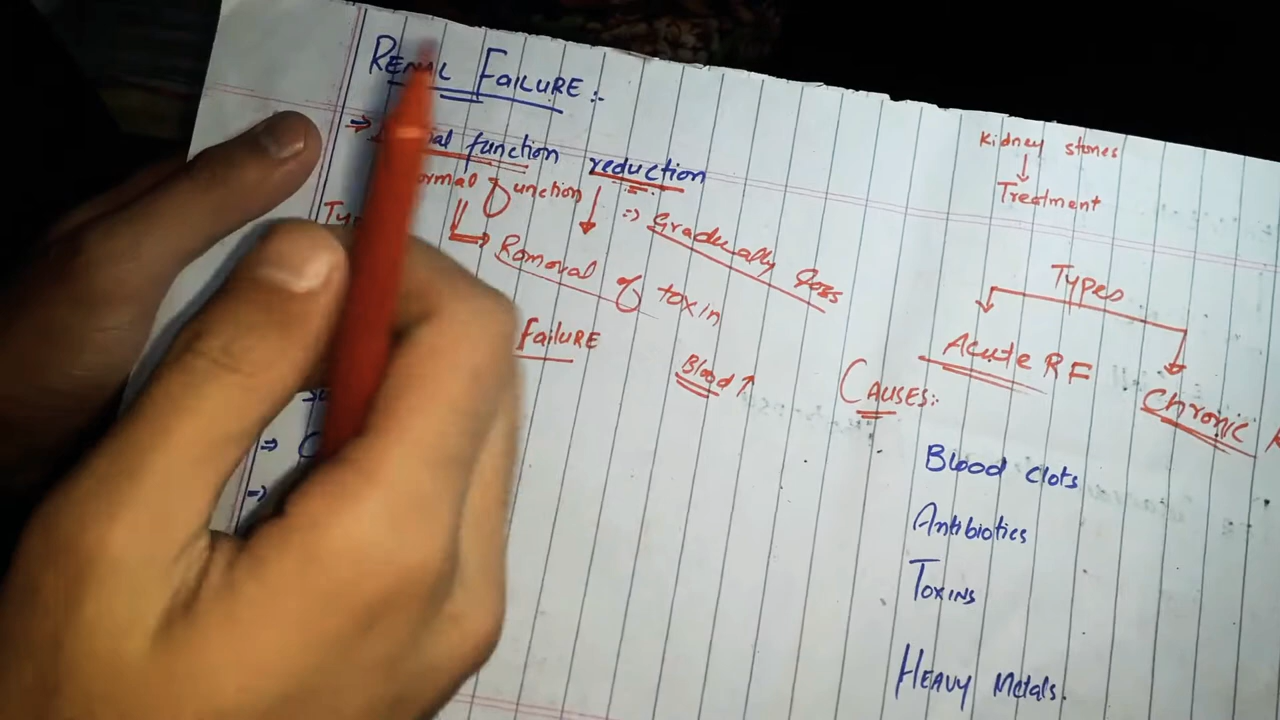 RENAL FAILURE :-
⇒ function reduction
function ⇒ Gradually loss
Removal of toxin
FAILURE
Blood ↑
Kidney stones
↓
Treatment
Types
Acute RF
Chronic
CAUSES:
Blood clots
Antibiotics
TOXINS
HEAVY Metals.